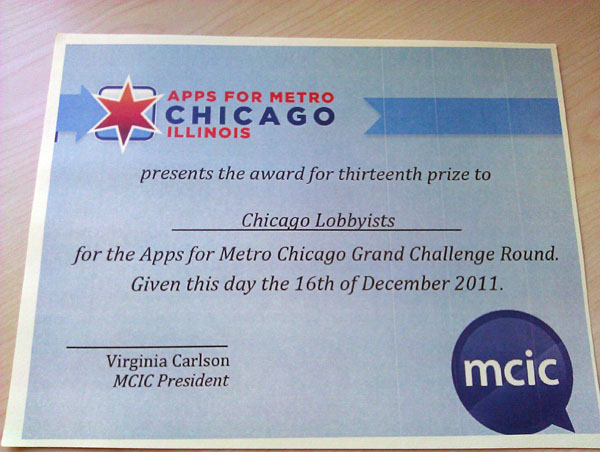 APPS FOR METRO
CHICAGO
ILLINOIS
presents the award for thirteenth prize to
Chicago Lobbyists
for the Apps for Metro Chicago Grand Challenge Round.
Given this day the 16th of December 2011.
Virginia Carlson
MCIC President
mcic